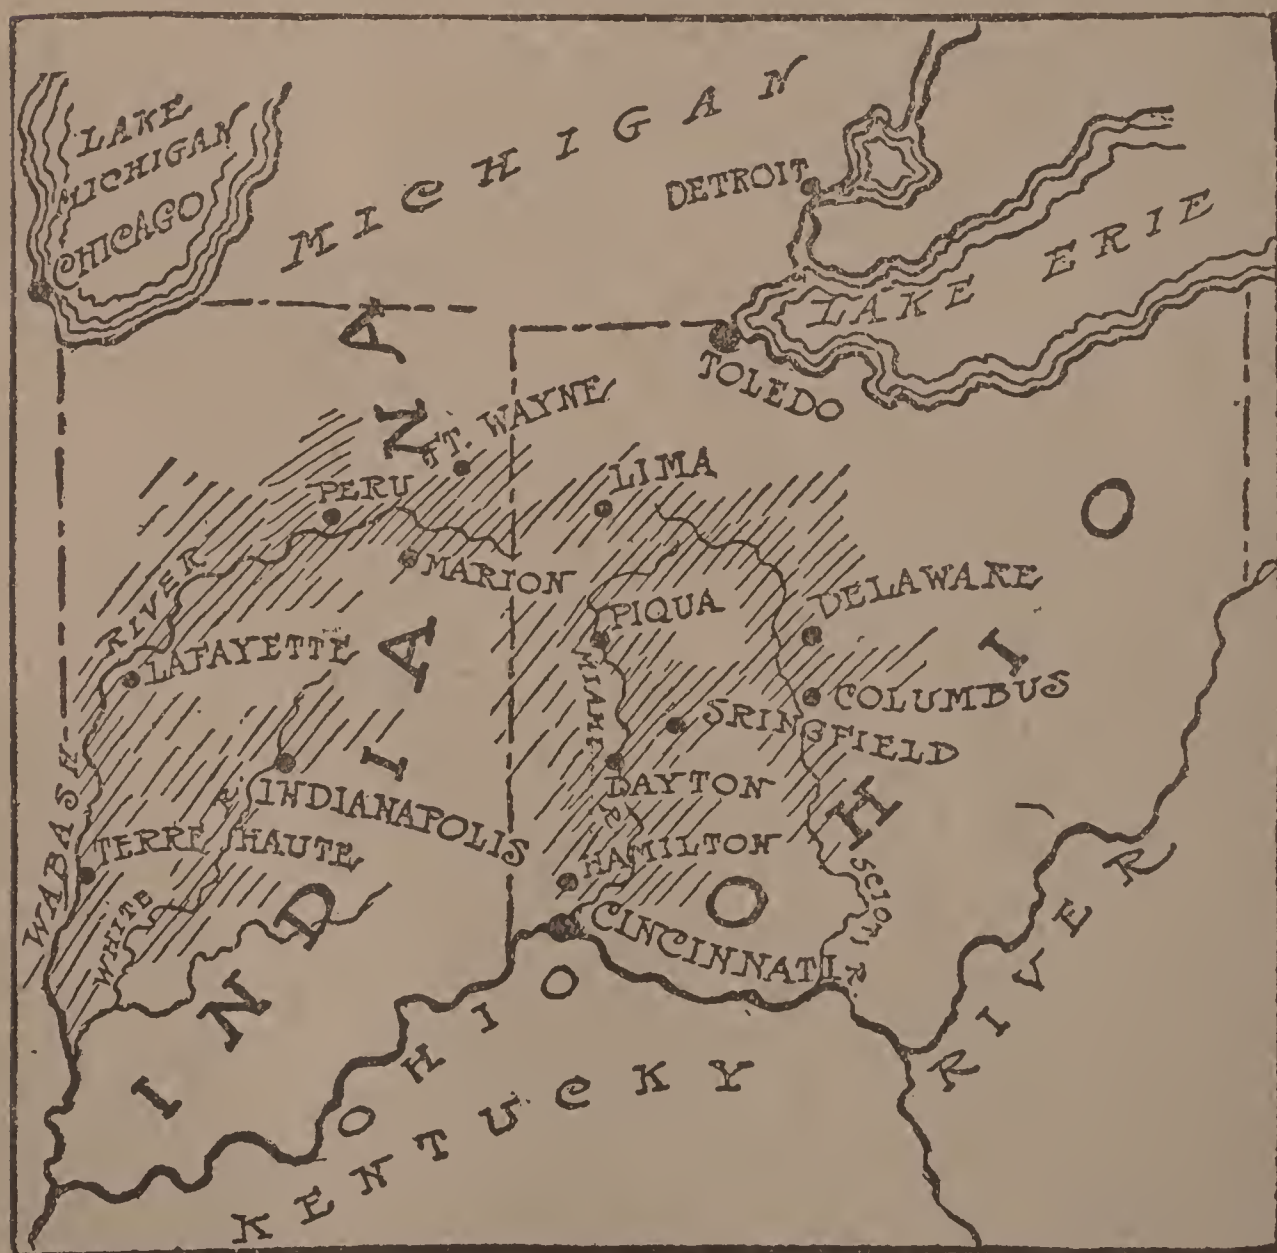 LAKE
MICHIGAN
CHICAGO
MICHIGAN
DETROIT
LAKE ERIE
TOLEDO
INDIANA
FT. WAYNE
PERU
MARION
LIMA
OHIO
DELAWARE
PIQUA
RIVER
LAFAYETTE
MIAMI
R
COLUMBUS
SRINGFIELD
DAYTON
WABASH
INDIANAPOLIS
TERRE HAUTE
HAMILTON
WHITE
R
SCIOTO
R
CINCINNATI
OHIO RIVER
KENTUCKY